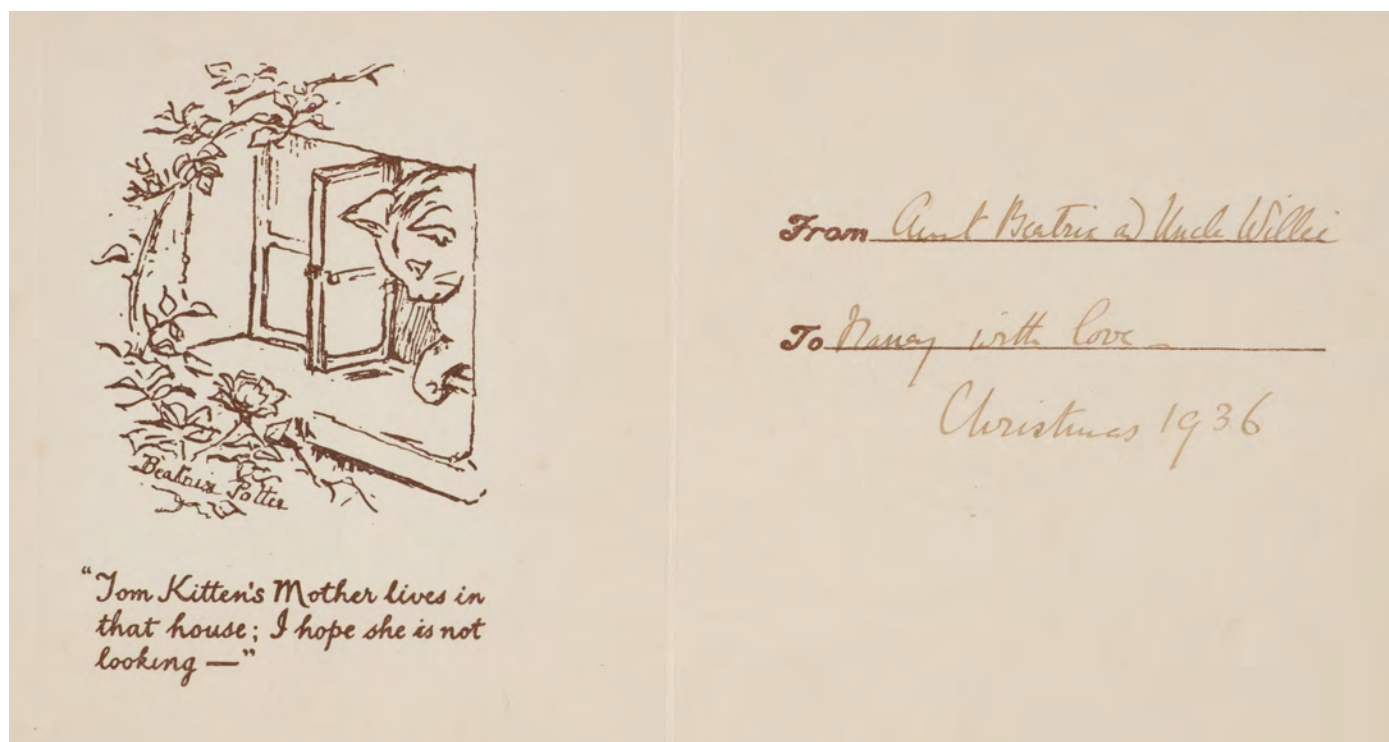 Beatrix Potter
“Tom Kitten's Mother lives in
that house; I hope she is not
looking —”
From Aunt Beatrix a) Uncle Willie
To Nancy with love
Christmas 1936